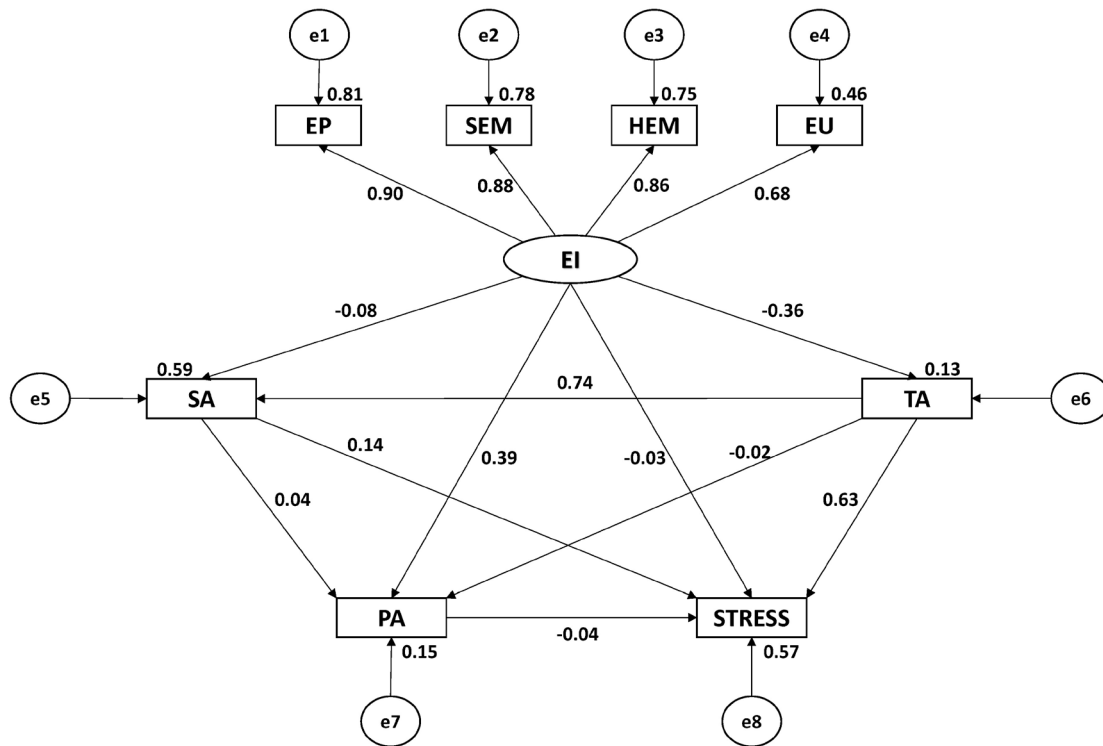 e1 e2 e3 e4
0.81 0.78 0.75 0.46
EP SEM HEM EU
0.90 0.88 0.86 0.68
EI
-0.08 -0.36
0.59 0.13
e5 SA 0.74 TA e6
0.14 0.39 -0.03 -0.02
0.04 0.63
PA STRESS
-0.04
0.15 0.57
e7 e8